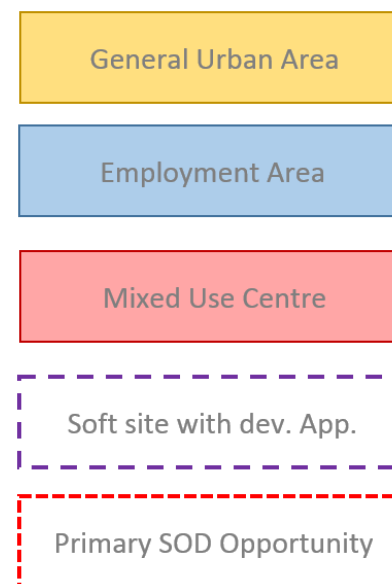 General Urban Area
Employment Area
Mixed Use Centre
Soft site with dev. App.
Primary SOD Opportunity